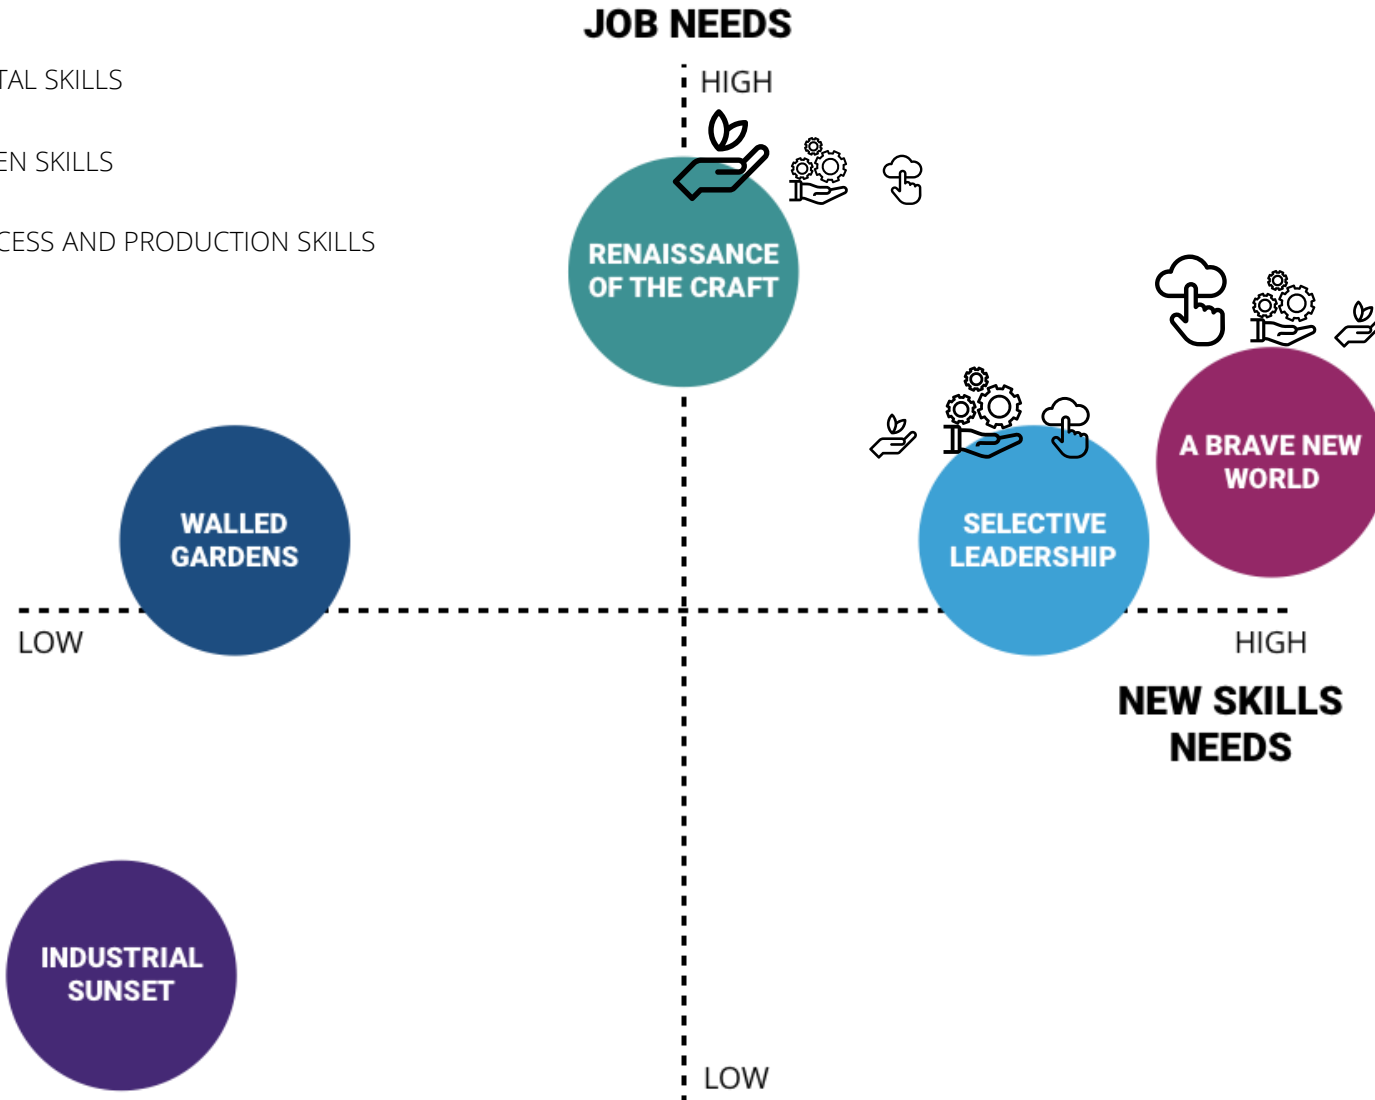 JOB NEEDS
TAL SKILLS
HIGH
EN SKILLS
CESS AND PRODUCTION SKILLS
RENAISSANCE
OF THE CRAFT
A BRAVE NEW
WORLD
WALLED
GARDENS
SELECTIVE
LEADERSHIP
LOW
HIGH
NEW SKILLS
NEEDS
INDUSTRIAL
SUNSET
LOW